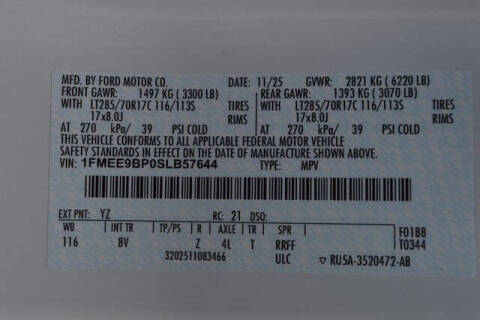 MFD. BY FORD MOTOR CO. DATE: 11/25 GVWR: 2821 KG (6220 LB)
FRONT GAWR: 1497 KG (3300 LB) REAR GAWR: 1393 KG (3070 LB)
WITH LT285/70R17C 116/113S TIRES WITH LT285/70R17C 116/113S TIRES
17x8.0J RIMS 17x8.0J RIMS
AT 270 kPa/ 39 PSI COLD AT 270 kPa/ 39 PSI COLD
THIS VEHICLE CONFORMS TO ALL APPLICABLE FEDERAL MOTOR VEHICLE
SAFETY STANDARDS IN EFFECT ON THE DATE OF MANUFACTURE SHOWN ABOVE.
VIN: 1FMEE9BP0SLB57644 TYPE: MPV
EXT PNT: YZ RC: 21 DSO:
WB INT TR TP/PS R AXLE TR SPR F0188
116 8V Z 4L T RRFF T0344
3202511083466 ULC ▽ RU5A-3520472-AB